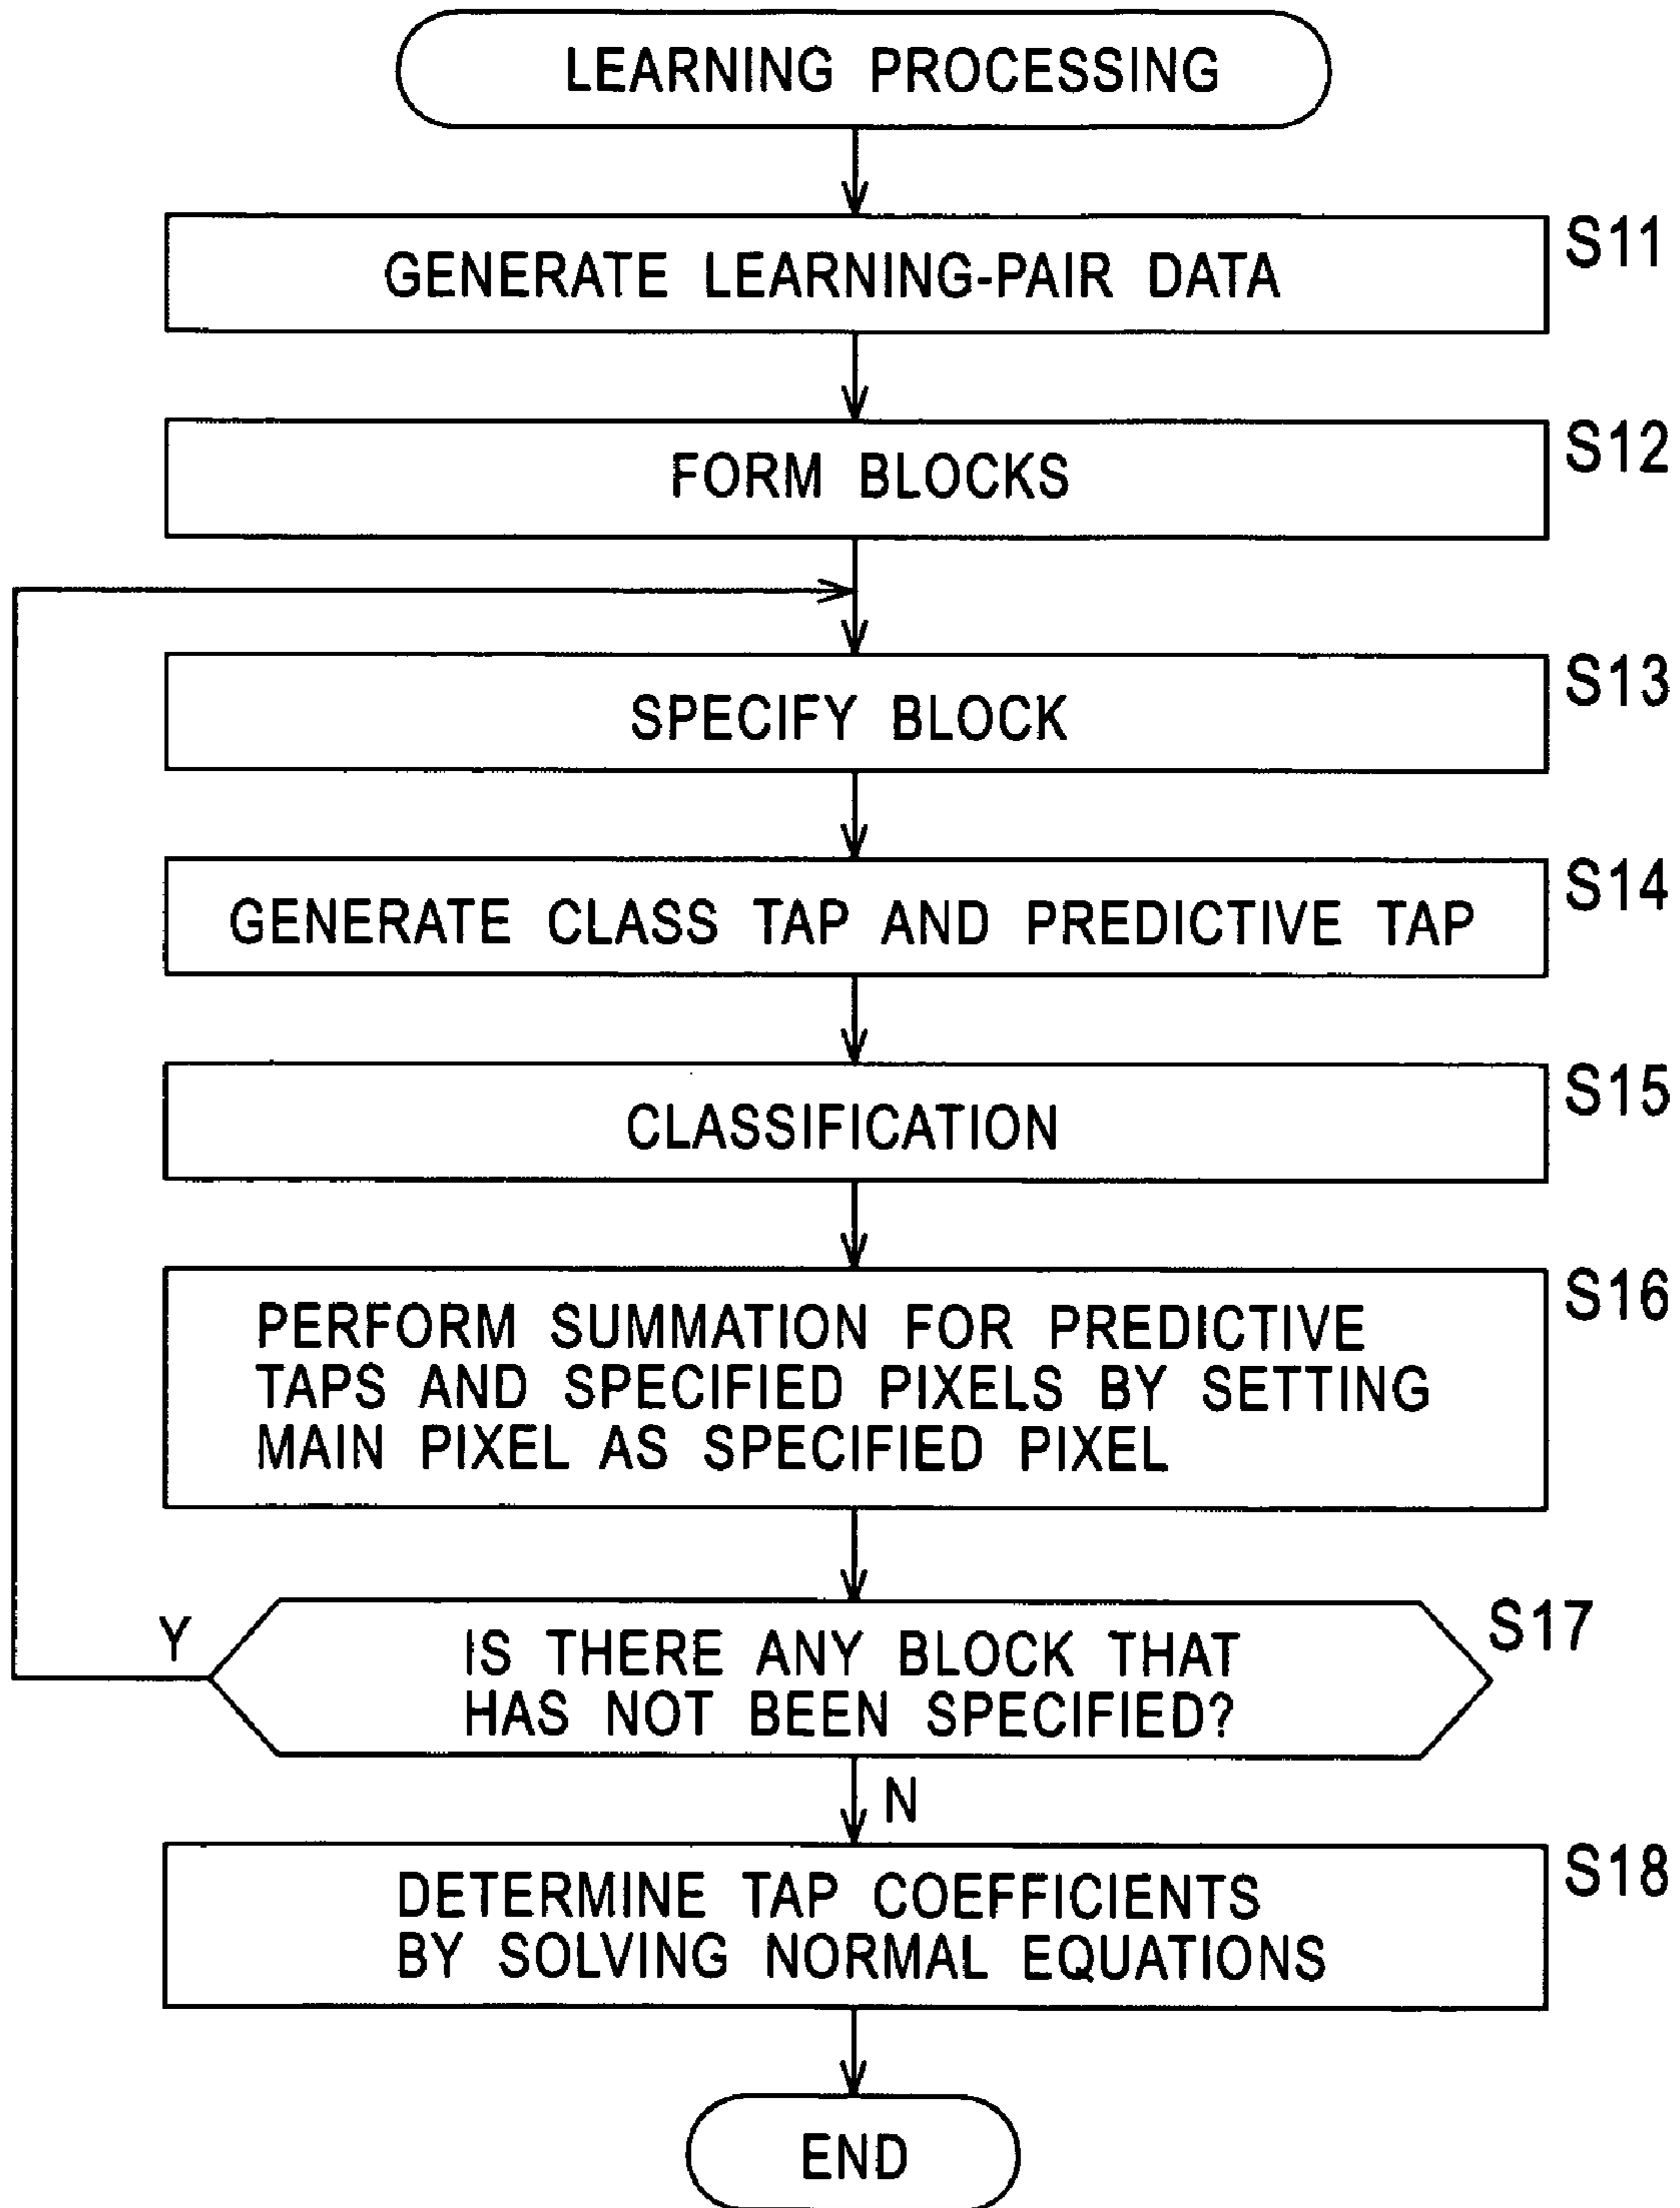 LEARNING PROCESSING
GENERATE LEARNING-PAIR DATA
S11
FORM BLOCKS
S12
SPECIFY BLOCK
S13
GENERATE CLASS TAP AND PREDICTIVE TAP
S14
CLASSIFICATION
S15
PERFORM SUMMATION FOR PREDICTIVE
TAPS AND SPECIFIED PIXELS BY SETTING
MAIN PIXEL AS SPECIFIED PIXEL
S16
Y
IS THERE ANY BLOCK THAT
HAS NOT BEEN SPECIFIED?
S17
N
DETERMINE TAP COEFFICIENTS
BY SOLVING NORMAL EQUATIONS
S18
END